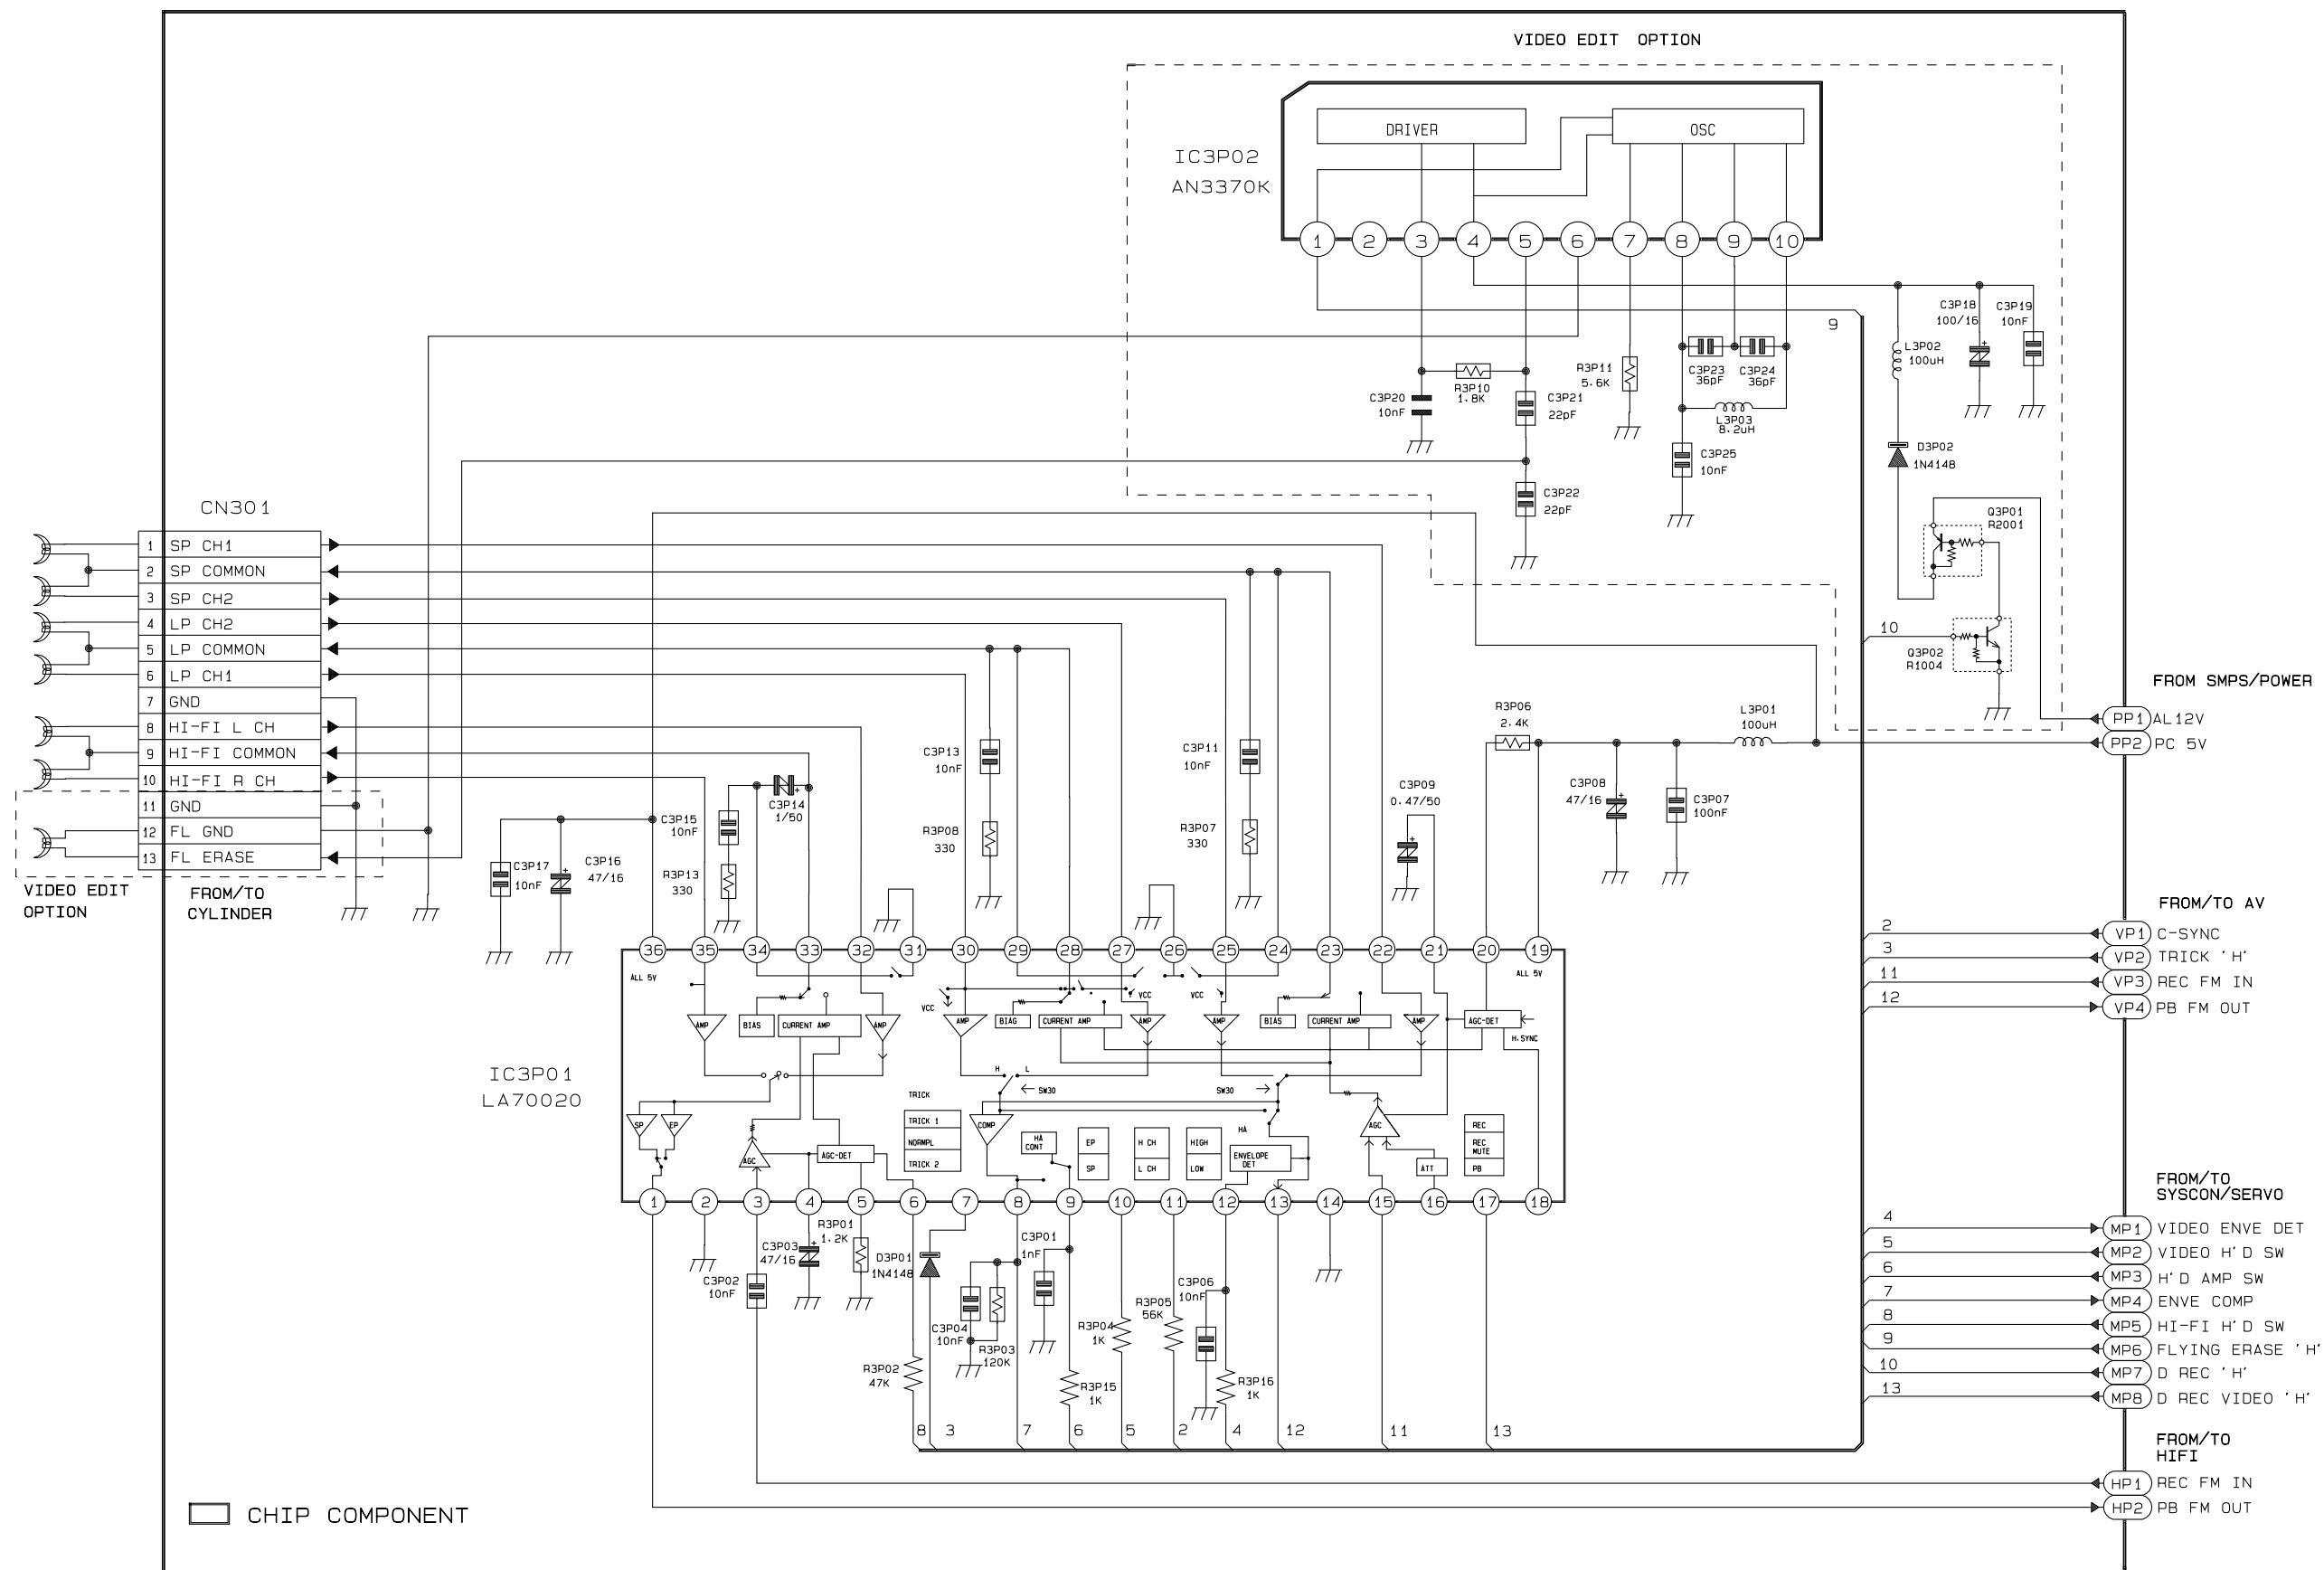 VIDEO EDIT OPTION
DRIVER
OSC
IC3P02
AN3370K
1 2 3 4 5 6 7 8 9 10
9
C3P18
100/16
C3P19
10nF
L3P02
100uH
R3P11
5.6K
C3P23
36pF
C3P24
36pF
R3P10
1.8K
C3P20
10nF
C3P21
22pF
L3P03
8.2uH
C3P25
10nF
D3P02
1N4148
C3P22
22pF
Q3P01
R2001
10
Q3P02
R1004
CN301
1 SP CH1
2 SP COMMON
3 SP CH2
4 LP CH2
5 LP COMMON
6 LP CH1
7 GND
8 HI-FI L CH
9 HI-FI COMMON
10 HI-FI R CH
11 GND
12 FL GND
13 FL ERASE
VIDEO EDIT
OPTION
FROM/TO
CYLINDER
FROM SMPS/POWER
PP1 AL12V
PP2 PC 5V
R3P06
2.4K
L3P01
100uH
C3P13
10nF
C3P11
10nF
C3P09
0.47/50
C3P08
47/16
C3P07
100nF
C3P14
1/50
C3P15
10nF
R3P08
330
R3P07
330
C3P17
10nF
C3P16
47/16
R3P13
330
36 35 34 33 32 31 30 29 28 27 26 25 24 23 22 21 20 19
ALL 5V
ALL 5V
VCC
VCC
VCC
AMP
BIAS
CURRENT AMP
AMP
AMP
BIAG
CURRENT AMP
AMP
AMP
BIAS
CURRENT AMP
AMP
AGC-DET
H.SYNC
IC3P01
LA70020
H L
SW30
SW30
SP
EP
AGC
AGC-DET
TRICK
TRICK 1
NORMPL
TRICK 2
COMP
HA
CONT
EP
SP
H CH
L CH
HIGH
LOW
HA
ENVELOPE
DET
AGC
ATT
REC
REC
MUTE
PB
1 2 3 4 5 6 7 8 9 10 11 12 13 14 15 16 17 18
C3P02
10nF
C3P03
47/16
R3P01
1.2K
D3P01
1N4148
C3P01
1nF
C3P04
10nF
R3P03
120K
R3P02
47K
R3P15
1K
R3P04
1K
R3P05
56K
C3P06
10nF
R3P16
1K
8 3 7 6 5 2 4 12 11 13
FROM/TO AV
2 VP1 C-SYNC
3 VP2 TRICK 'H'
11 VP3 REC FM IN
12 VP4 PB FM OUT
FROM/TO
SYSCON/SERVO
4 MP1 VIDEO ENVE DET
5 MP2 VIDEO H'D SW
6 MP3 H'D AMP SW
7 MP4 ENVE COMP
8 MP5 HI-FI H'D SW
9 MP6 FLYING ERASE 'H'
10 MP7 D REC 'H'
13 MP8 D REC VIDEO 'H'
FROM/TO
HIFI
HP1 REC FM IN
HP2 PB FM OUT
CHIP COMPONENT